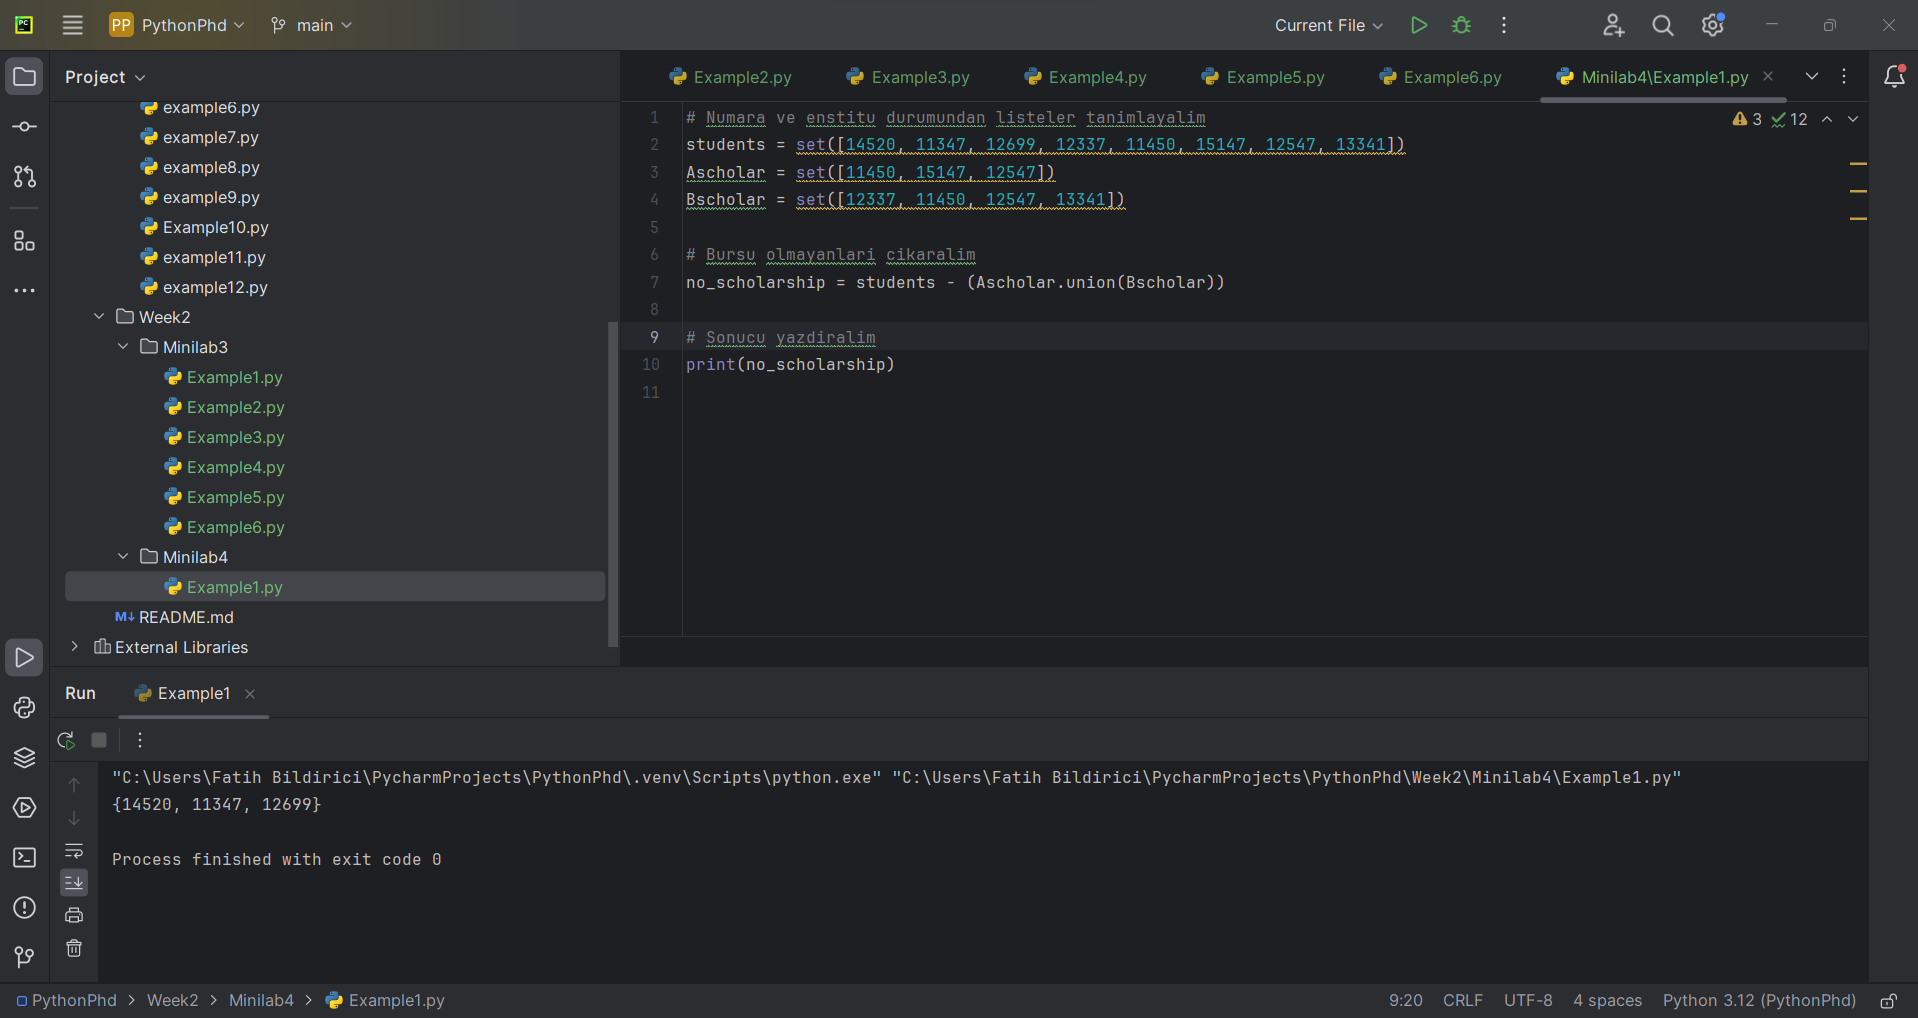 PC
PP PythonPhd main Current File
Project
Example2.py Example3.py Example4.py Example5.py Example6.py Minilab4\Example1.py
example6.py
example7.py
example8.py
example9.py
Example10.py
example11.py
example12.py
Week2
Minilab3
Example1.py
Example2.py
Example3.py
Example4.py
Example5.py
Example6.py
Minilab4
Example1.py
M↓ README.md
External Libraries
3 12
1 # Numara ve enstitu durumundan listeler tanimlayalim
2 students = set([14520, 11347, 12699, 12337, 11450, 15147, 12547, 13341])
3 Ascholar = set([11450, 15147, 12547])
4 Bscholar = set([12337, 11450, 12547, 13341])
5
6 # Bursu olmayanlari cikaralim
7 no_scholarship = students - (Ascholar.union(Bscholar))
8
9 # Sonucu yazdiralim
10 print(no_scholarship)
11
Run Example1
"C:\Users\Fatih Bildirici\PycharmProjects\PythonPhd\.venv\Scripts\python.exe" "C:\Users\Fatih Bildirici\PycharmProjects\PythonPhd\Week2\Minilab4\Example1.py"
{14520, 11347, 12699}
Process finished with exit code 0
PythonPhd > Week2 > Minilab4 > Example1.py 9:20 CRLF UTF-8 4 spaces Python 3.12 (PythonPhd)